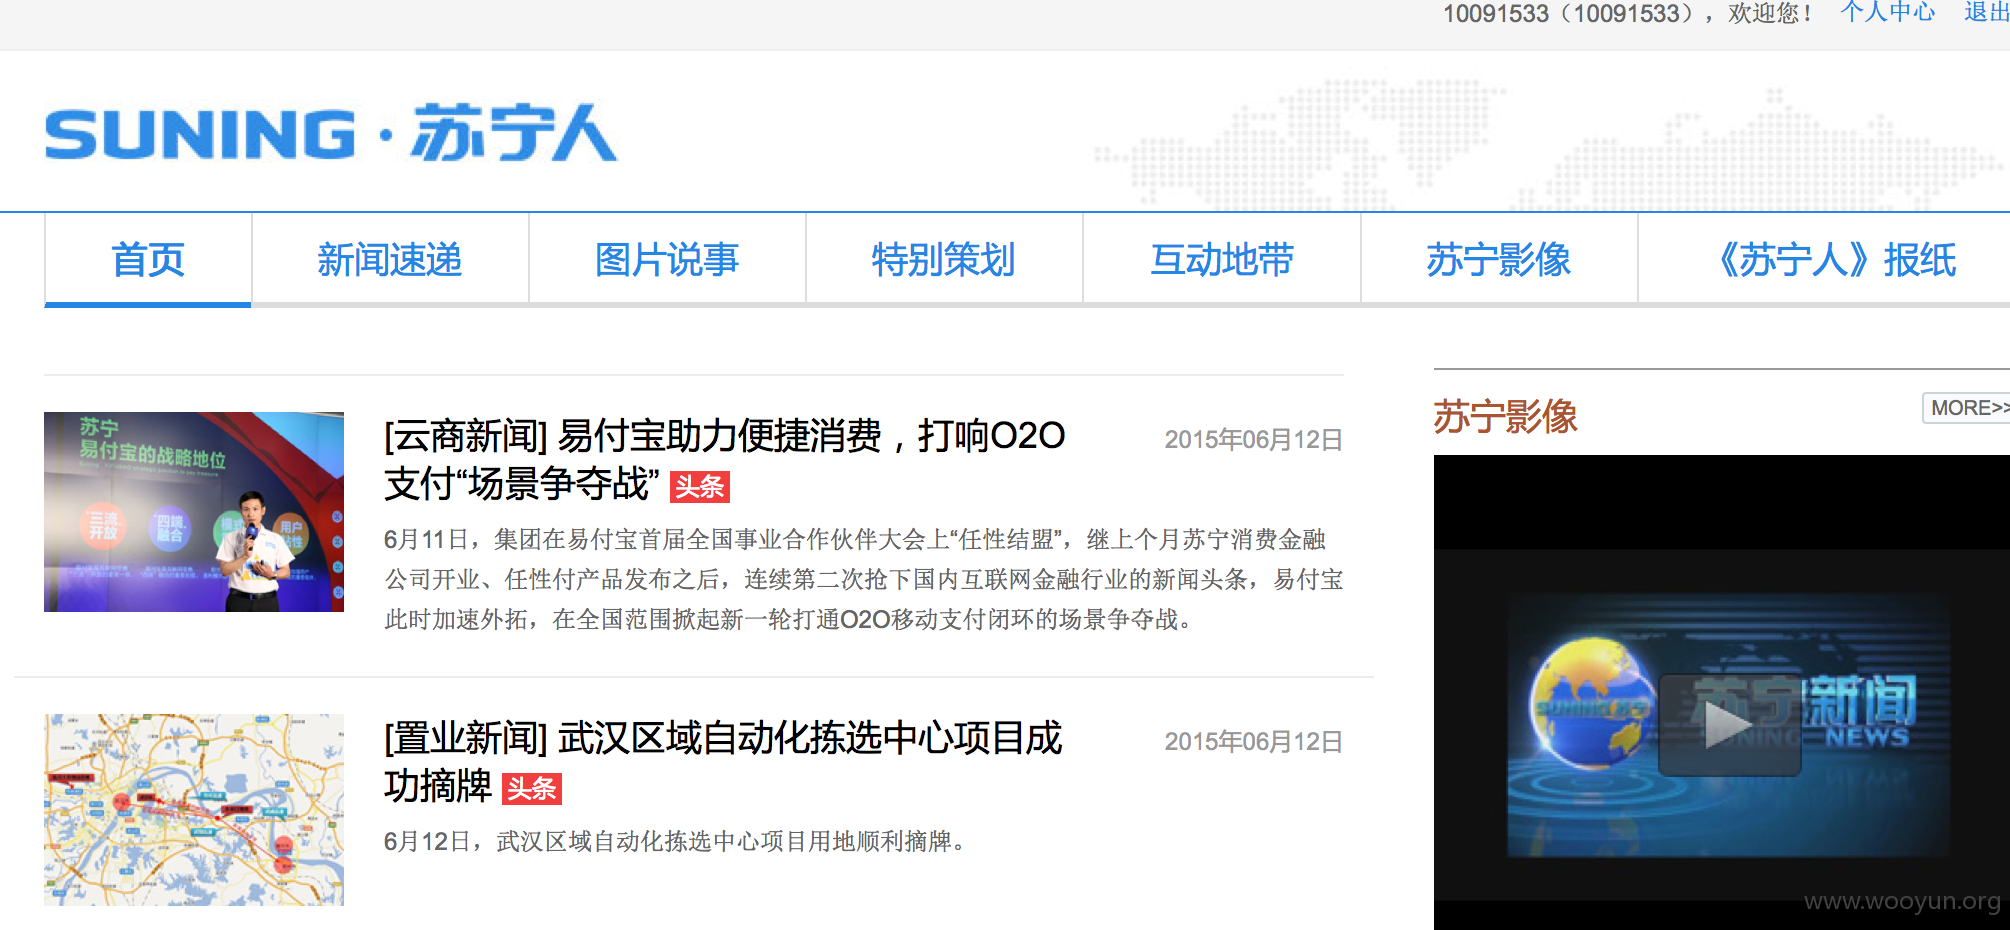 10091533（10091533），欢迎您！ 个人中心 退出
SUNING·苏宁人
首页 新闻速递 图片说事 特别策划 互动地带 苏宁影像 《苏宁人》报纸
苏宁
易付宝的战略地位
三流
开放
四端
融合
用户
[云商新闻] 易付宝助力便捷消费，打响O2O
支付“场景争夺战” 头条
2015年06月12日
6月11日，集团在易付宝首届全国事业合作伙伴大会上“任性结盟”，继上个月苏宁消费金融
公司开业、任性付产品发布之后，连续第二次抢下国内互联网金融行业的新闻头条，易付宝
此时加速外拓，在全国范围掀起新一轮打通O2O移动支付闭环的场景争夺战。
[置业新闻] 武汉区域自动化拣选中心项目成
功摘牌 头条
2015年06月12日
6月12日，武汉区域自动化拣选中心项目用地顺利摘牌。
苏宁影像
MORE>>
SUNING 苏宁
苏宁新闻
SUNING NEWS
www.wooyun.org